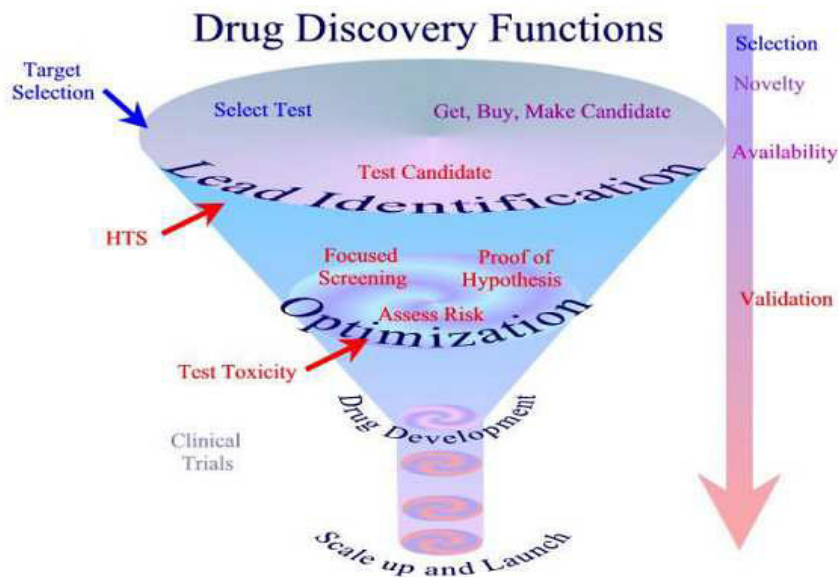 Drug Discovery Functions
Target
Selection
Selection
Novelty
Select Test
Get, Buy, Make Candidate
Availability
Test Candidate
Lead Identification
HTS
Focused
Screening
Proof of
Hypothesis
Validation
Assess Risk
Optimization
Test Toxicity
Drug Development
Clinical
Trials
Scale up and Launch